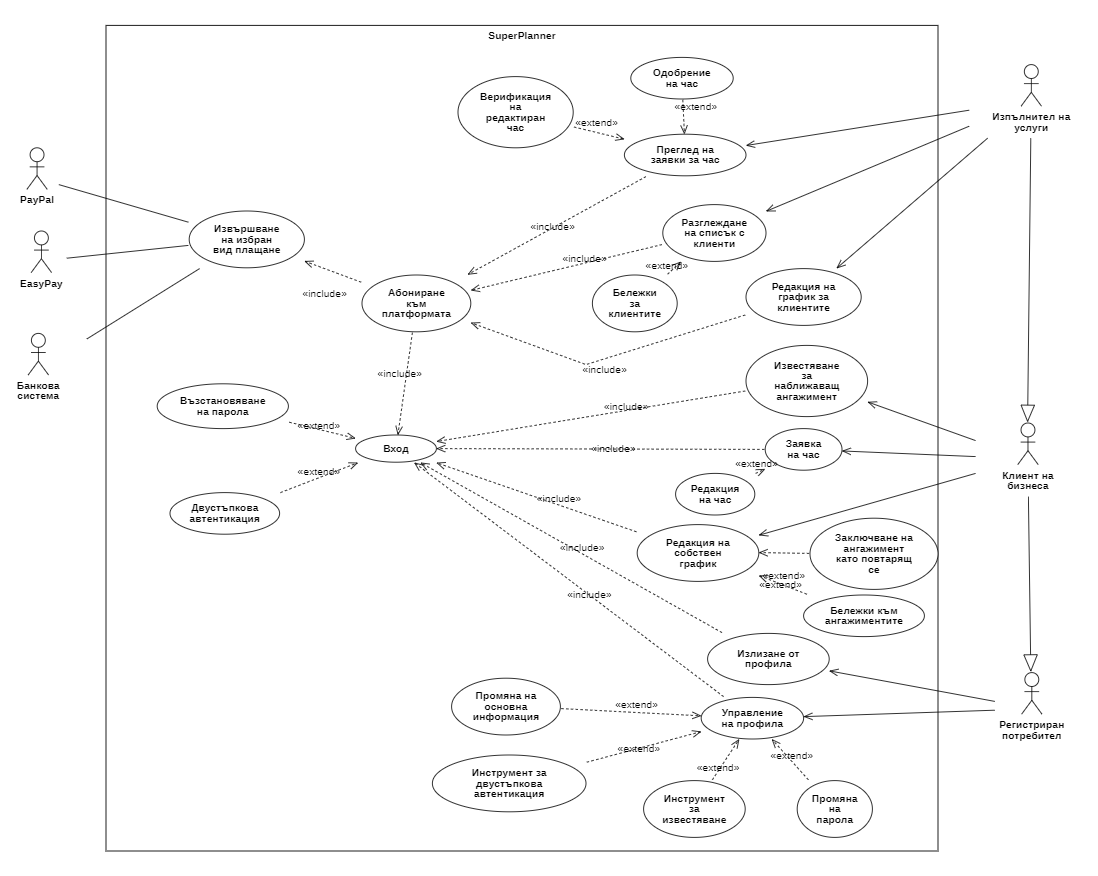 SuperPlanner
Одобрение
на час
Верификация
на
редактиран
час
«extend»
«extend»
Преглед на
заявки за час
Изпълнител на
услуги
PayPal
EasyPay
Банкова
система
Извършване
на избран
вид плащане
«include»
Разглеждане
на списък с
клиенти
«include»
«extend»
Бележки
за
клиентите
Редакция на
график за
клиентите
«include»
Абониране
към
платформата
«include»
«include»
Известяване
за
наближаващ
ангажимент
«include»
Възстановяване
на парола
«extend»
Вход
«include»
Заявка
на час
«extend»
Редакция
на час
Клиент на
бизнеса
«extend»
Двустъпкова
автентикация
«include»
Редакция на
собствен
график
Заключване на
ангажимент
като повтарящ
се
«extend»
«extend»
Бележки към
ангажиментите
«include»
«include»
Излизане от
профила
Промяна на
основна
информация
«extend»
Управление
на профила
Регистриран
потребител
«extend»
Инструмент за
двустъпкова
автентикация
«extend»
«extend»
Инструмент
за
известяване
Промяна
на
парола